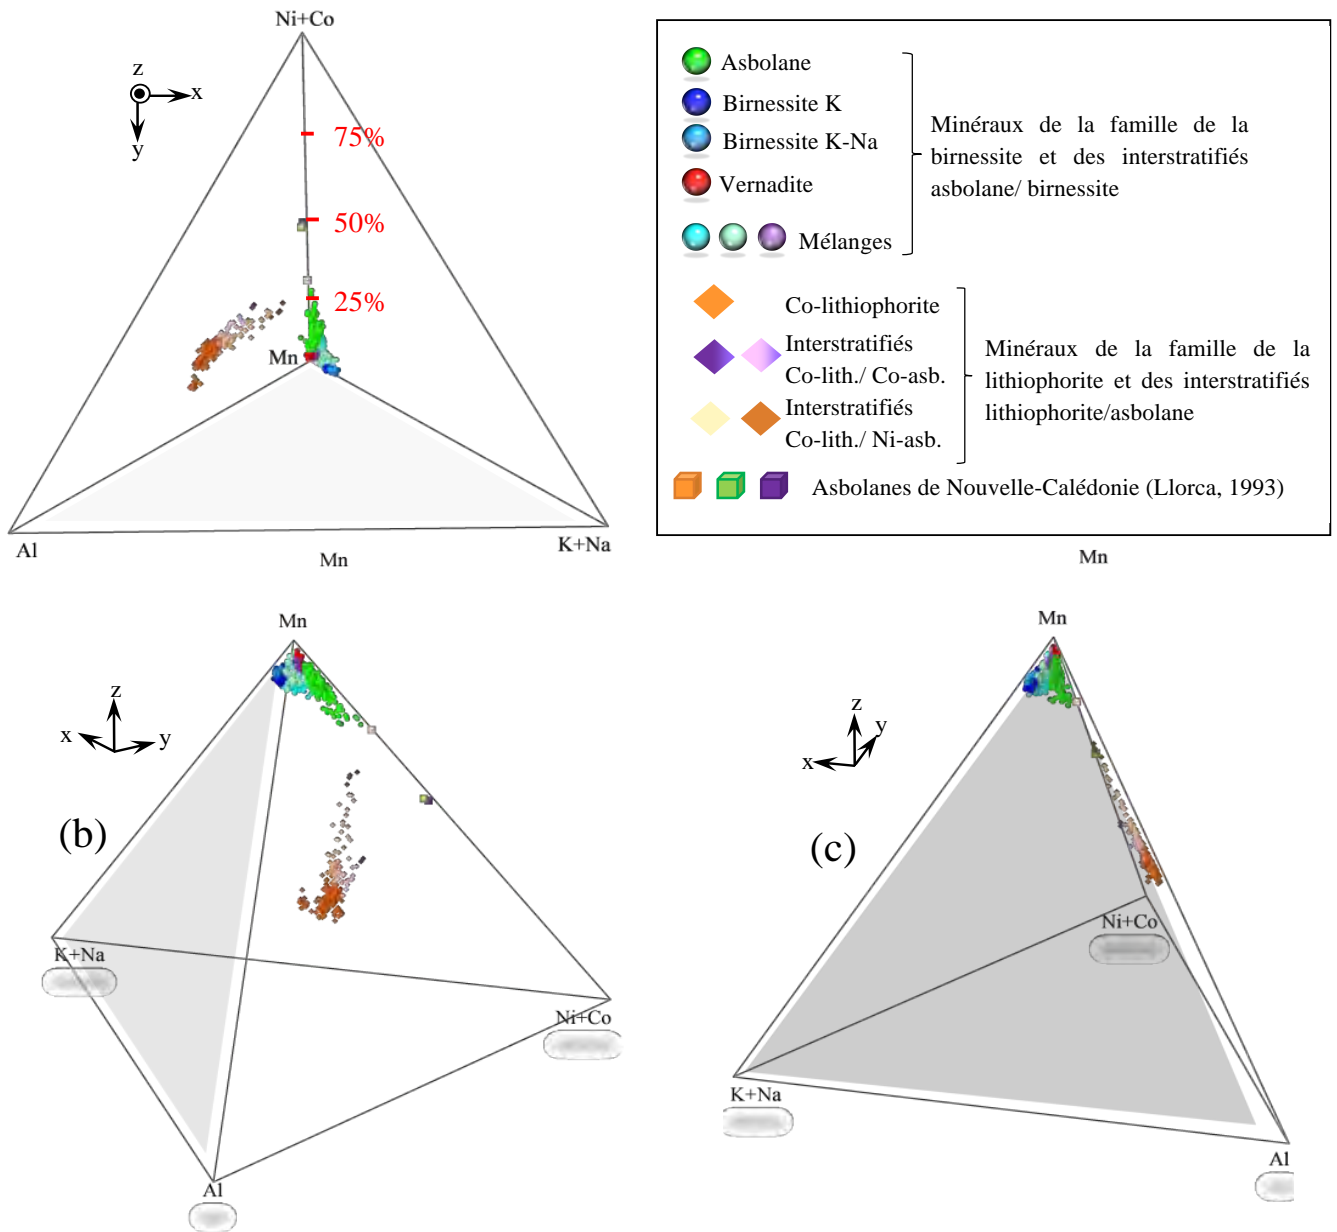 Ni+Co
z
x
y
75%
50%
25%
Mn
Al
K+Na
Mn
Asbolane
Birnessite K
Birnessite K-Na
Vernadite
Mélanges
Minéraux de la famille de la
birnessite et des interstratifiés
asbolane/ birnessite
Co-lithiophorite
Interstratifiés
Co-lith./ Co-asb.
Interstratifiés
Co-lith./ Ni-asb.
Minéraux de la famille de la
lithiophorite et des interstratifiés
lithiophorite/asbolane
Asbolanes de Nouvelle-Calédonie (Llorca, 1993)
Mn
Mn
z
x
y
(b)
K+Na
Ni+Co
Al
Mn
z
y
x
(c)
Ni+Co
K+Na
Al